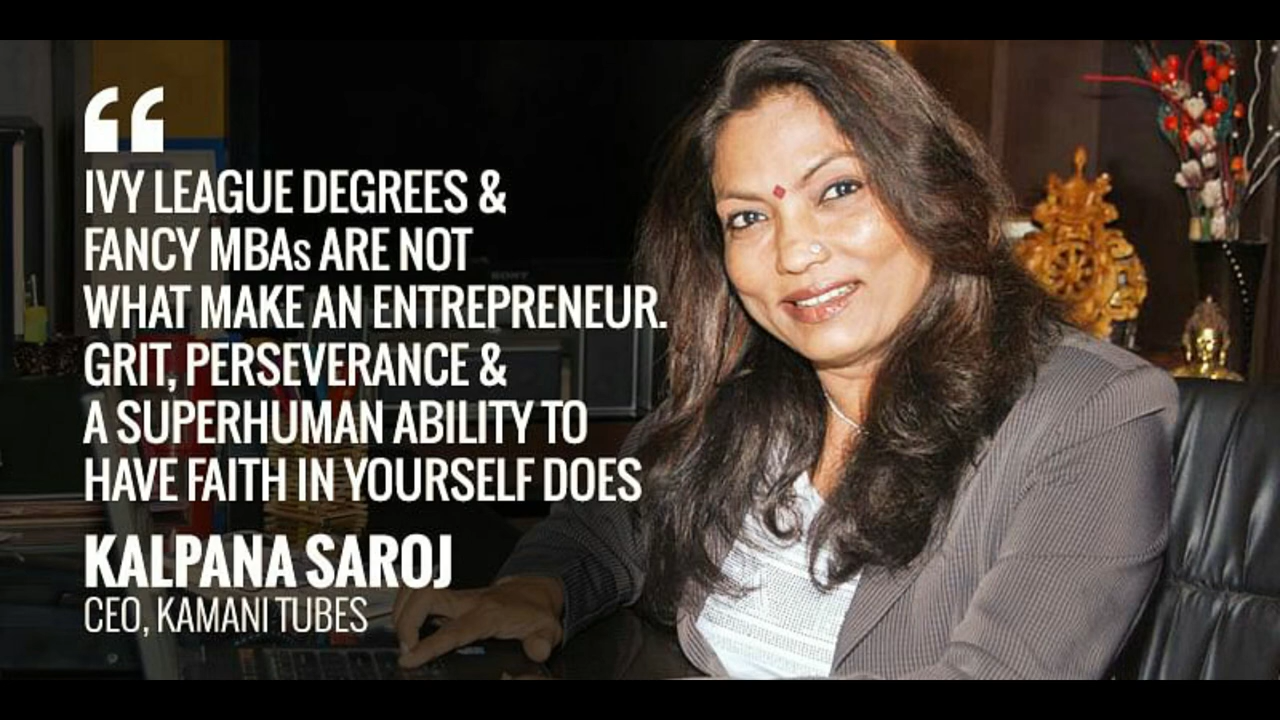 “
IVY LEAGUE DEGREES &
FANCY MBAs ARE NOT
WHAT MAKE AN ENTREPRENEUR.
GRIT, PERSEVERANCE &
A SUPERHUMAN ABILITY TO
HAVE FAITH IN YOURSELF DOES
KALPANA SAROJ
CEO, KAMANI TUBES
SONY